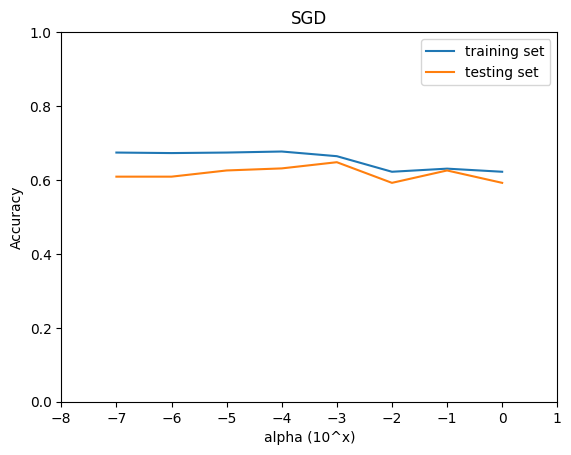 SGD
training set
testing set
Accuracy
1.0
0.8
0.6
0.4
0.2
0.0
−8 −7 −6 −5 −4 −3 −2 −1 0 1
alpha (10^x)